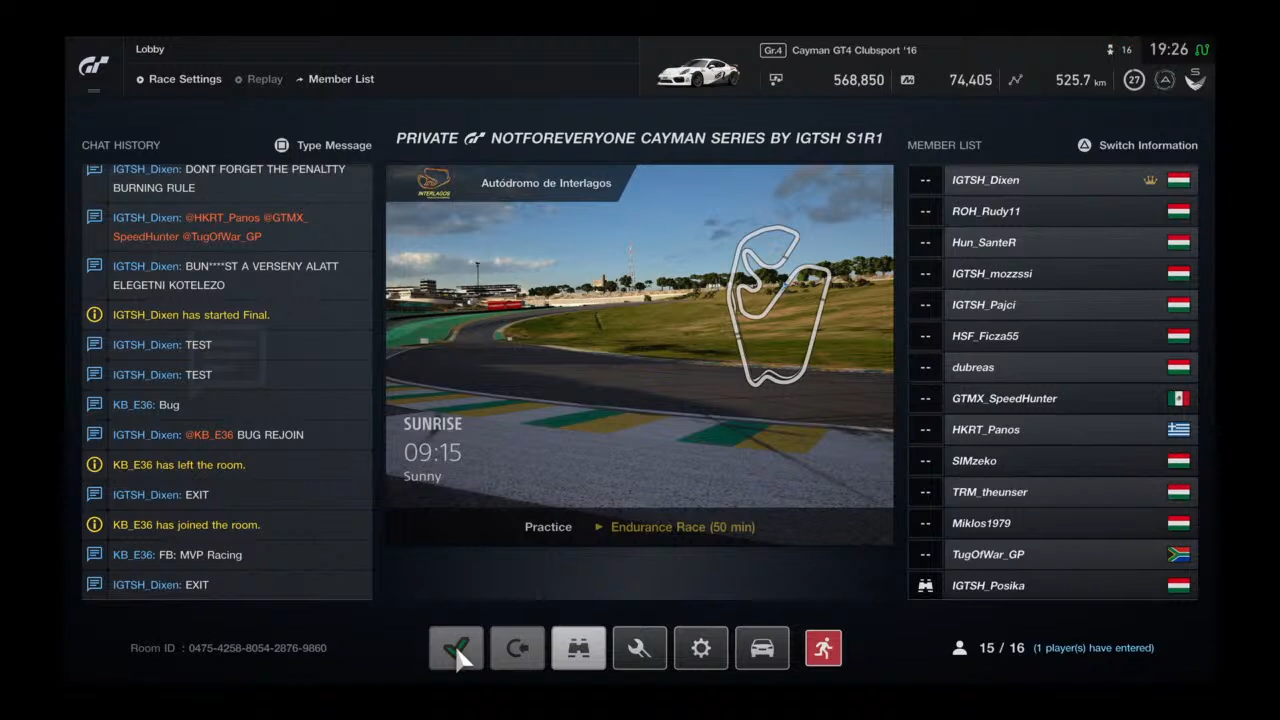 Lobby
Race Settings
Replay
Member List
Gr.4 Cayman GT4 Clubsport '16
16
19:26
568,850
74,405
525.7 km
27
S
CHAT HISTORY
Type Message
IGTSH_Dixen: DONT FORGET THE PENALTTY
BURNING RULE
IGTSH_Dixen: @HKRT_Panos @GTMX_
SpeedHunter @TugOfWar_GP
IGTSH_Dixen: BUN****ST A VERSENY ALATT
ELEGETNI KOTELEZO
IGTSH_Dixen has started Final.
IGTSH_Dixen: TEST
IGTSH_Dixen: TEST
KB_E36: Bug
IGTSH_Dixen: @KB_E36 BUG REJOIN
KB_E36 has left the room.
IGTSH_Dixen: EXIT
KB_E36 has joined the room.
KB_E36: FB: MVP Racing
IGTSH_Dixen: EXIT
PRIVATE GT NOTFOREVERYONE CAYMAN SERIES BY IGTSH S1R1
INTERLAGOS
Autódromo de Interlagos
SUNRISE
09:15
Sunny
Practice
Endurance Race (50 min)
MEMBER LIST
Switch Information
-- IGTSH_Dixen
-- ROH_Rudy11
-- Hun_SanteR
-- IGTSH_mozzssi
-- IGTSH_Pajci
-- HSF_Ficza55
-- dubreas
-- GTMX_SpeedHunter
-- HKRT_Panos
-- SIMzeko
-- TRM_theunser
-- Miklos1979
-- TugOfWar_GP
IGTSH_Posika
Room ID : 0475-4258-8054-2876-9860
15 / 16 (1 player(s) have entered)